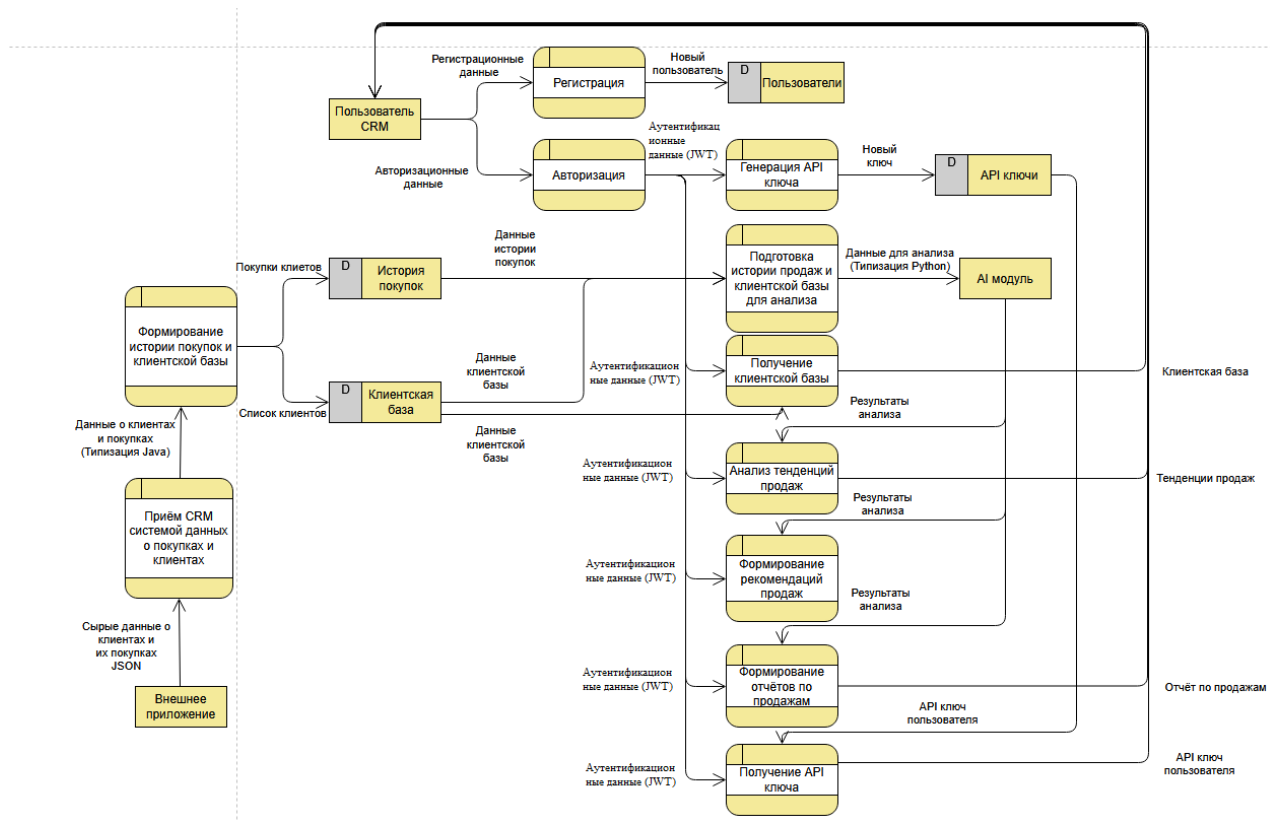 Регистрационные
данные
Регистрация
Новый
пользователь
D
Пользователи
Пользователь
CRM
Авторизационные
данные
Авторизация
Аутентификац
ионные
данные (JWT)
Генерация API
ключа
Новый
ключ
D
API ключи
Покупки клиетов
D
История
покупок
Данные
истории
покупок
Подготовка
истории продаж и
клиентской базы
для анализа
Данные для анализа
(Типизация Python)
AI модуль
Формирование
истории покупок и
клиентской базы
Список клиентов
D
Клиентская
база
Данные
клиентской
базы
Данные
клиентской
базы
Аутентификацион
ные данные (JWT)
Получение
клиентской базы
Клиентская база
Результаты
анализа
Данные о клиентах
и покупках
(Типизация Java)
Аутентификацион
ные данные (JWT)
Анализ тенденций
продаж
Тенденции продаж
Результаты
анализа
Приём CRM
системой данных
о покупках и
клиентах
Аутентификацион
ные данные (JWT)
Формирование
рекомендаций
продаж
Результаты
анализа
Сырые данные о
клиентах и
их покупках
JSON
Внешнее
приложение
Аутентификацион
ные данные (JWT)
Формирование
отчётов по
продажам
Отчёт по продажам
API ключ
пользователя
Аутентификацион
ные данные (JWT)
Получение API
ключа
API ключ
пользователя